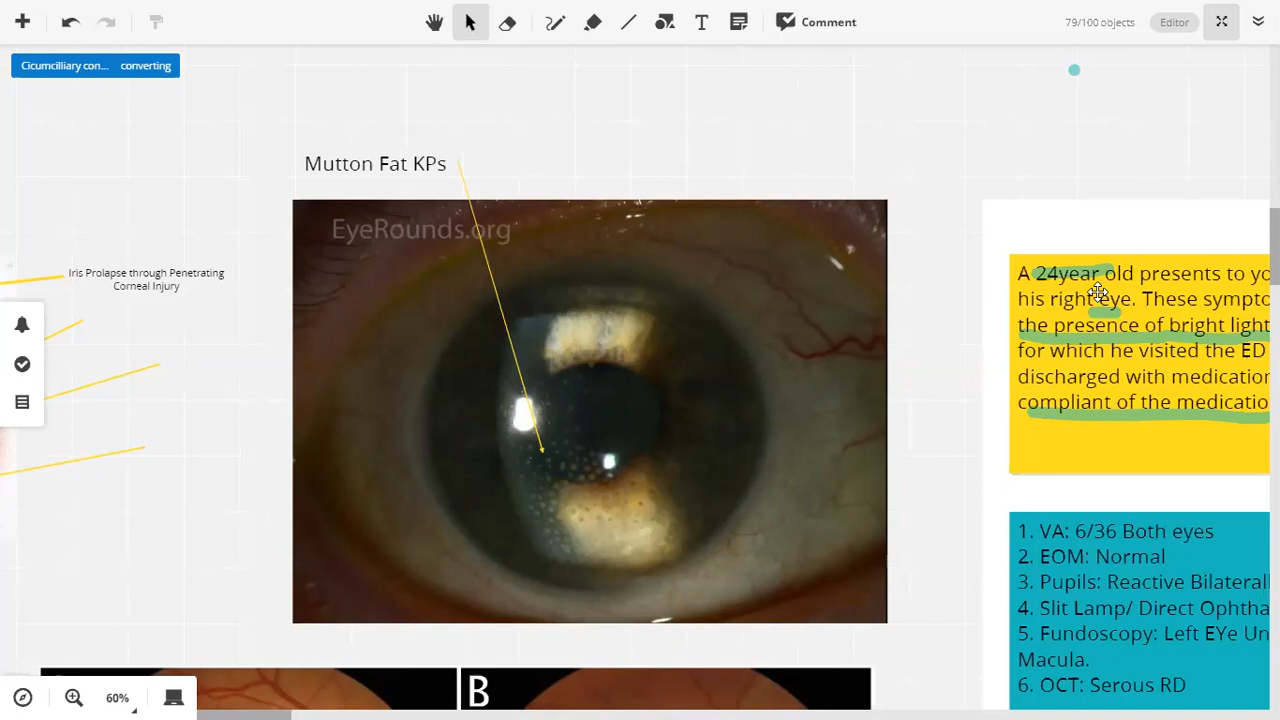 Comment
79/100 objects
Editor
Cicumcilliary con... converting
Mutton Fat KPs
EyeRounds.org
Iris Prolapse through Penetrating
Corneal Injury
A 24year old presents to yo
his right eye. These sympto
the presence of bright light
for which he visited the ED
discharged with medication
compliant of the medicatio
1. VA: 6/36 Both eyes
2. EOM: Normal
3. Pupils: Reactive Bilaterall
4. Slit Lamp/ Direct Ophtha
5. Fundoscopy: Left EYe Un
Macula.
6. OCT: Serous RD
B
60%